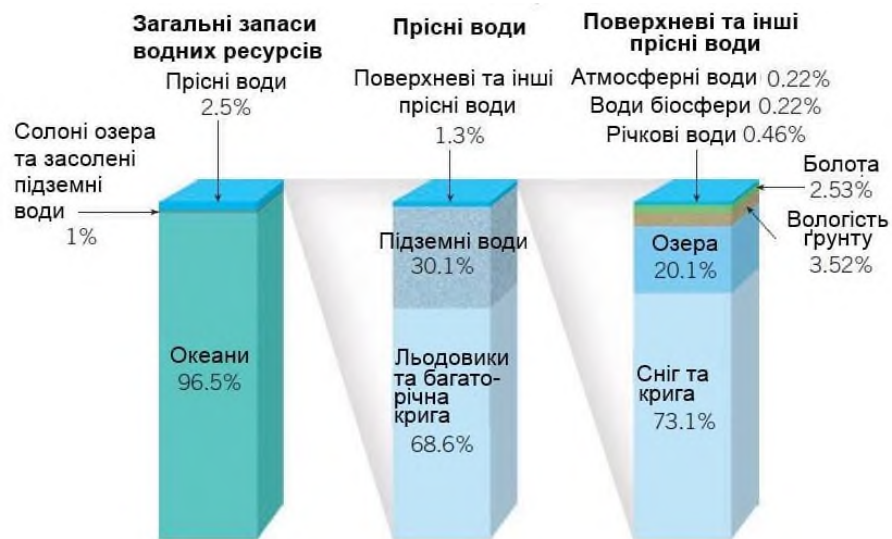 Загальні запаси
водних ресурсів
Прісні води
2.5%
Солоні озера
та засолені
підземні
води
1%
Океани
96.5%
Прісні води
Поверхневі та інші
прісні води
1.3%
Підземні води
30.1%
Льодовики
та багато-
річна
крига
68.6%
Поверхневі та інші
прісні води
Атмосферні води 0.22%
Води біосфери 0.22%
Річкові води 0.46%
Болота
2.53%
Вологість
ґрунту
3.52%
Озера
20.1%
Сніг та
крига
73.1%